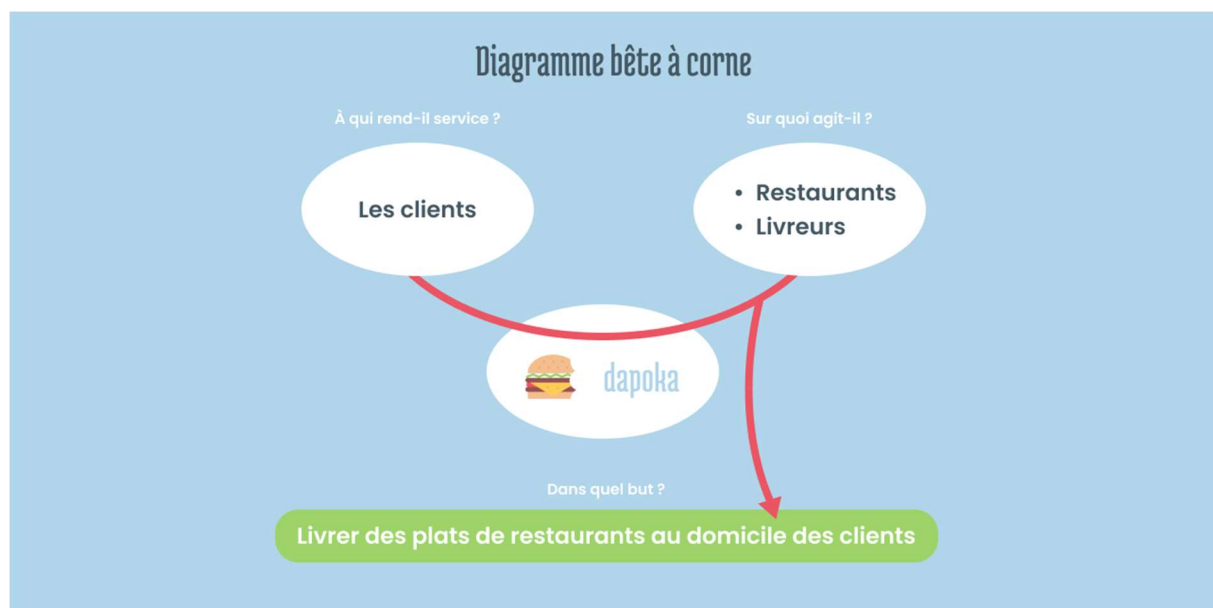 Diagramme bête à corne
À qui rend-il service ?
Sur quoi agit-il ?
Les clients
• Restaurants
• Livreurs
dapoka
Dans quel but ?
Livrer des plats de restaurants au domicile des clients